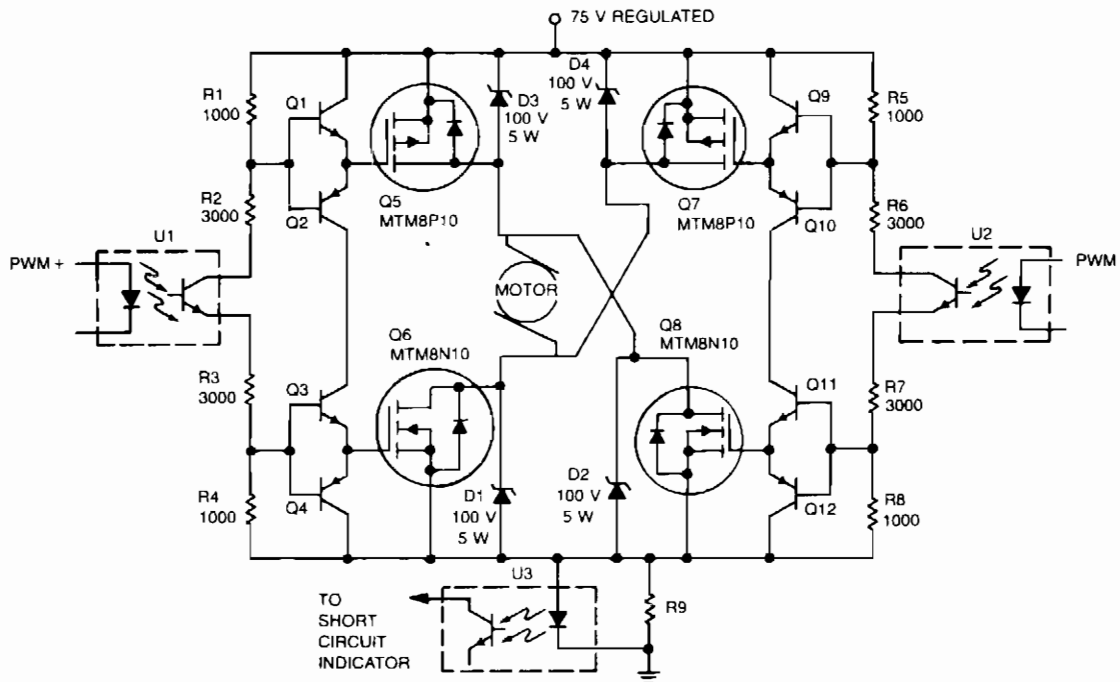 75 V REGULATED
R1
1000
Q1
D3
100 V
5 W
D4
100 V
5 W
Q9
R5
1000
R2
3000
Q2
Q5
MTM8P10
Q7
MTM8P10
Q10
R6
3000
U1
PWM +
MOTOR
U2
PWM
Q6
MTM8N10
Q8
MTM8N10
R3
3000
Q3
Q11
R7
3000
R4
1000
Q4
D1
100 V
5 W
D2
100 V
5 W
Q12
R8
1000
U3
R9
TO
SHORT
CIRCUIT
INDICATOR